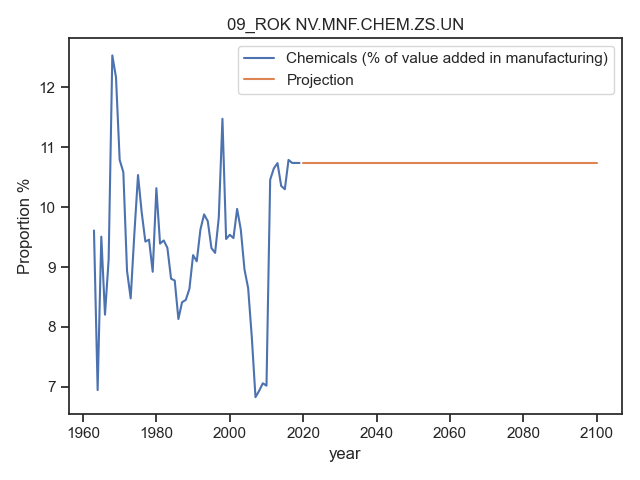 09_ROK NV.MNF.CHEM.ZS.UN
Chemicals (% of value added in manufacturing)
Projection
Proportion %
12
11
10
9
8
7
1960 1980 2000 2020 2040 2060 2080 2100
year